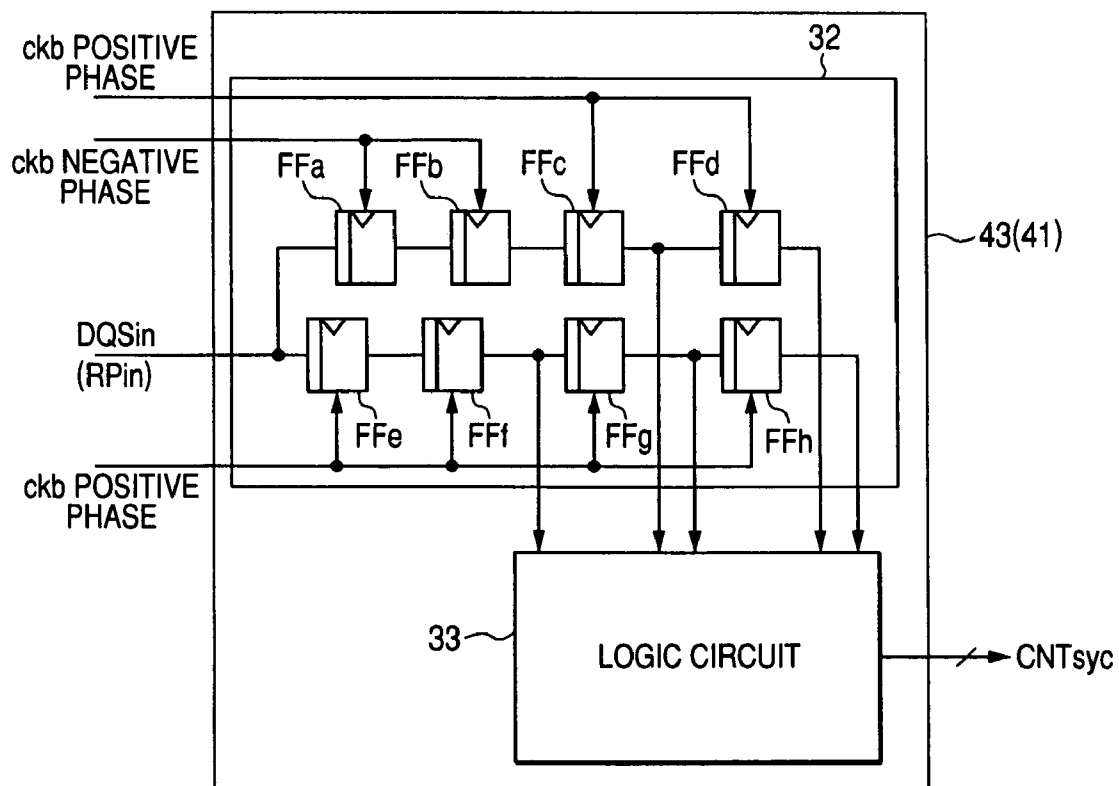 32
ckb POSITIVE
PHASE
ckb NEGATIVE
PHASE
FFa
FFb
FFc
FFd
43(41)
DQSin
(RPin)
FFe
FFf
FFg
FFh
ckb POSITIVE
PHASE
33
LOGIC CIRCUIT
CNTsyc